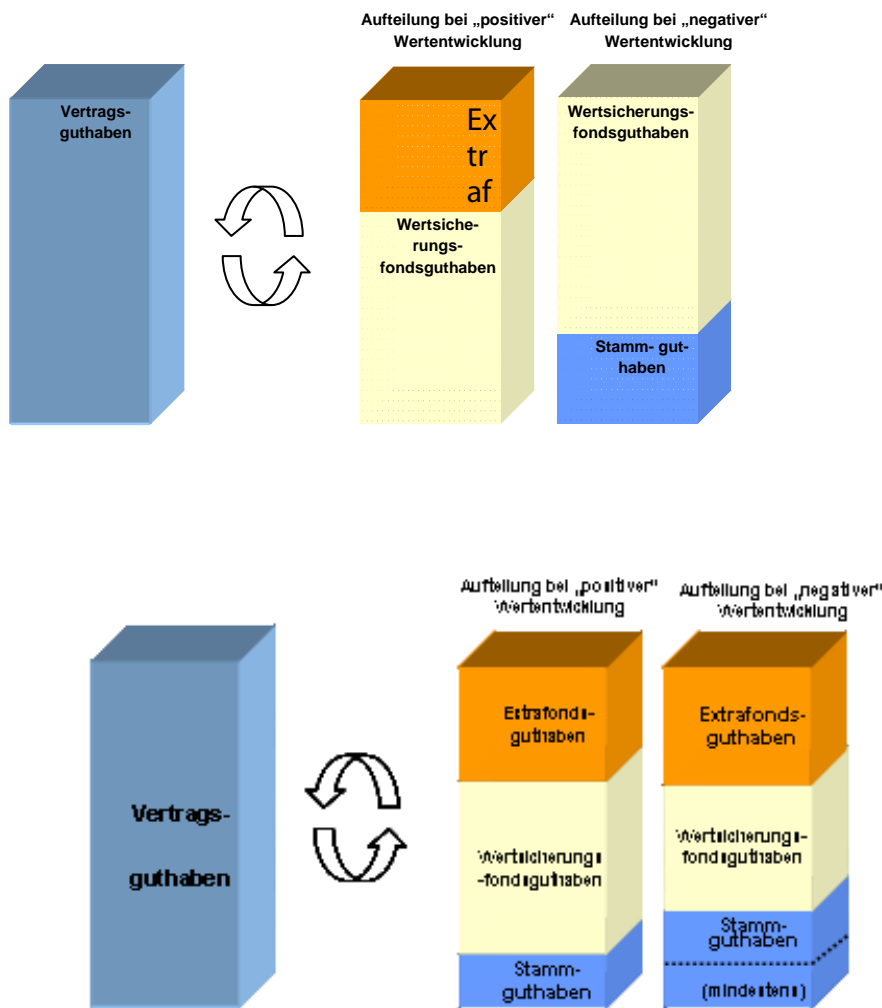 Aufteilung bei „positiver“
Wertentwicklung
Aufteilung bei „negativer“
Wertentwicklung
Vertrags-
guthaben
Ex
tr
af
Wertsiche-
rungs-
fondsguthaben
Wertsicherungs-
fondsguthaben
Stamm- gut-
haben
Aufteilung bei „positiver“
Wertentwicklung
Aufteilung bei „negativer“
Wertentwicklung
Vertrags-
guthaben
Extrafonds-
guthaben
Wertsicherungs
-fondsguthaben
Stamm-
guthaben
Extrafonds-
guthaben
Wertsicherungs-
fondsguthaben
Stamm-
guthaben
(mindestens)